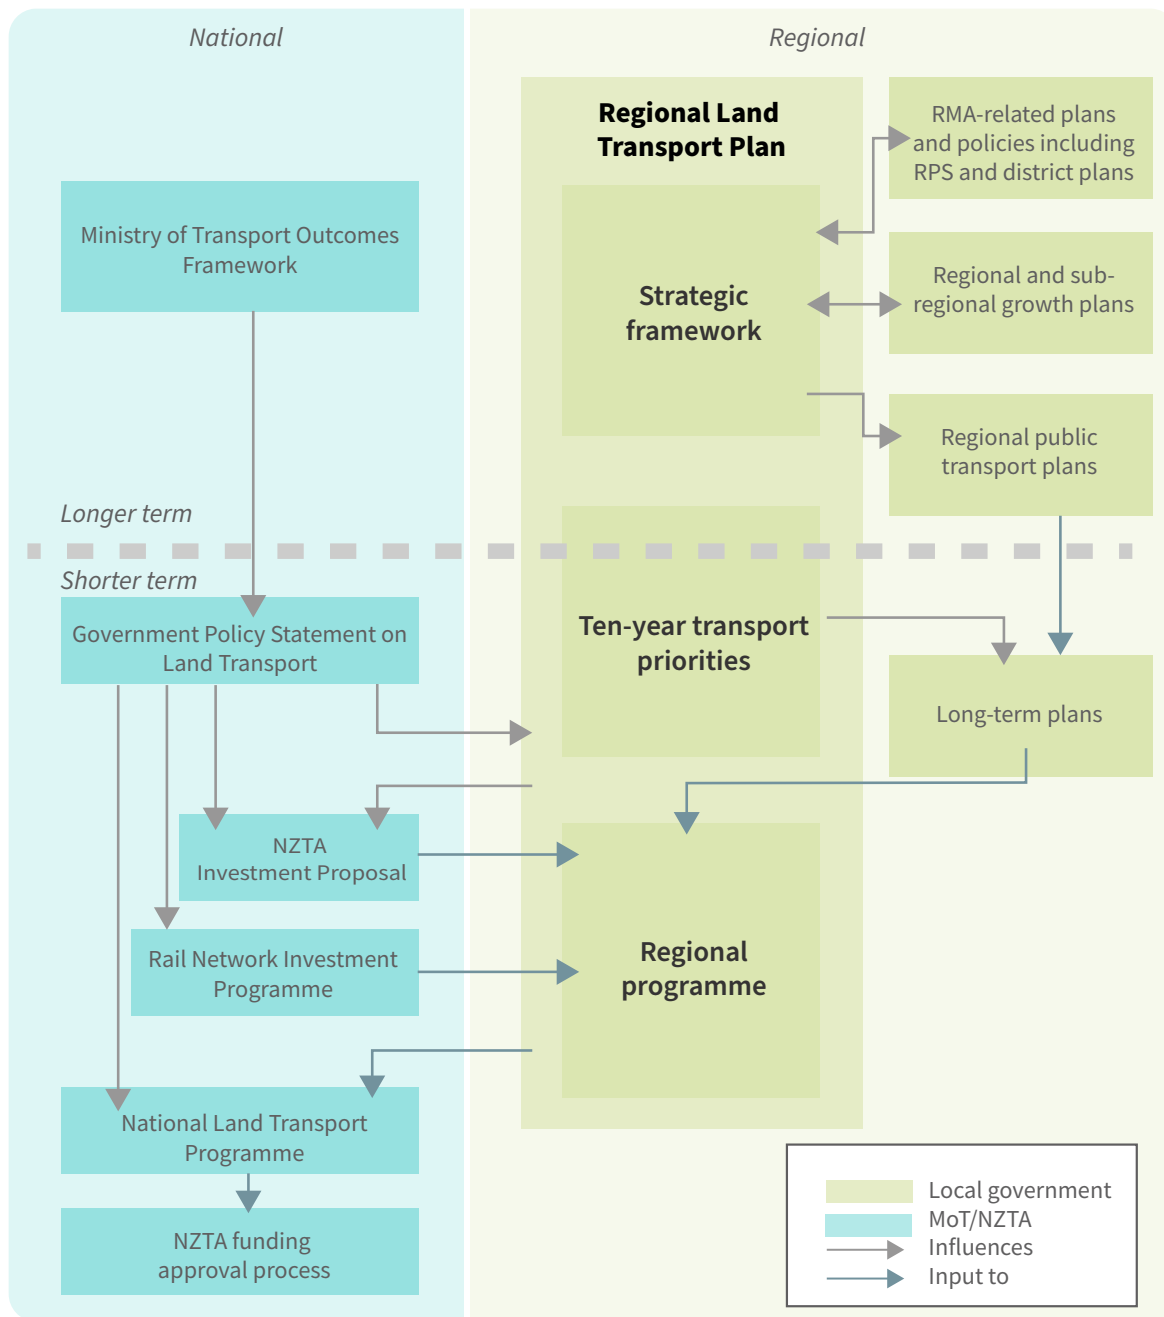 National
Regional
Regional Land
Transport Plan
RMA-related plans
and policies including
RPS and district plans
Ministry of Transport Outcomes
Framework
Strategic
framework
Regional and sub-
regional growth plans
Regional public
transport plans
Longer term
Shorter term
Government Policy Statement on
Land Transport
Ten-year transport
priorities
Long-term plans
NZTA
Investment Proposal
Rail Network Investment
Programme
Regional
programme
National Land Transport
Programme
NZTA funding
approval process
Local government
MoT/NZTA
Influences
Input to